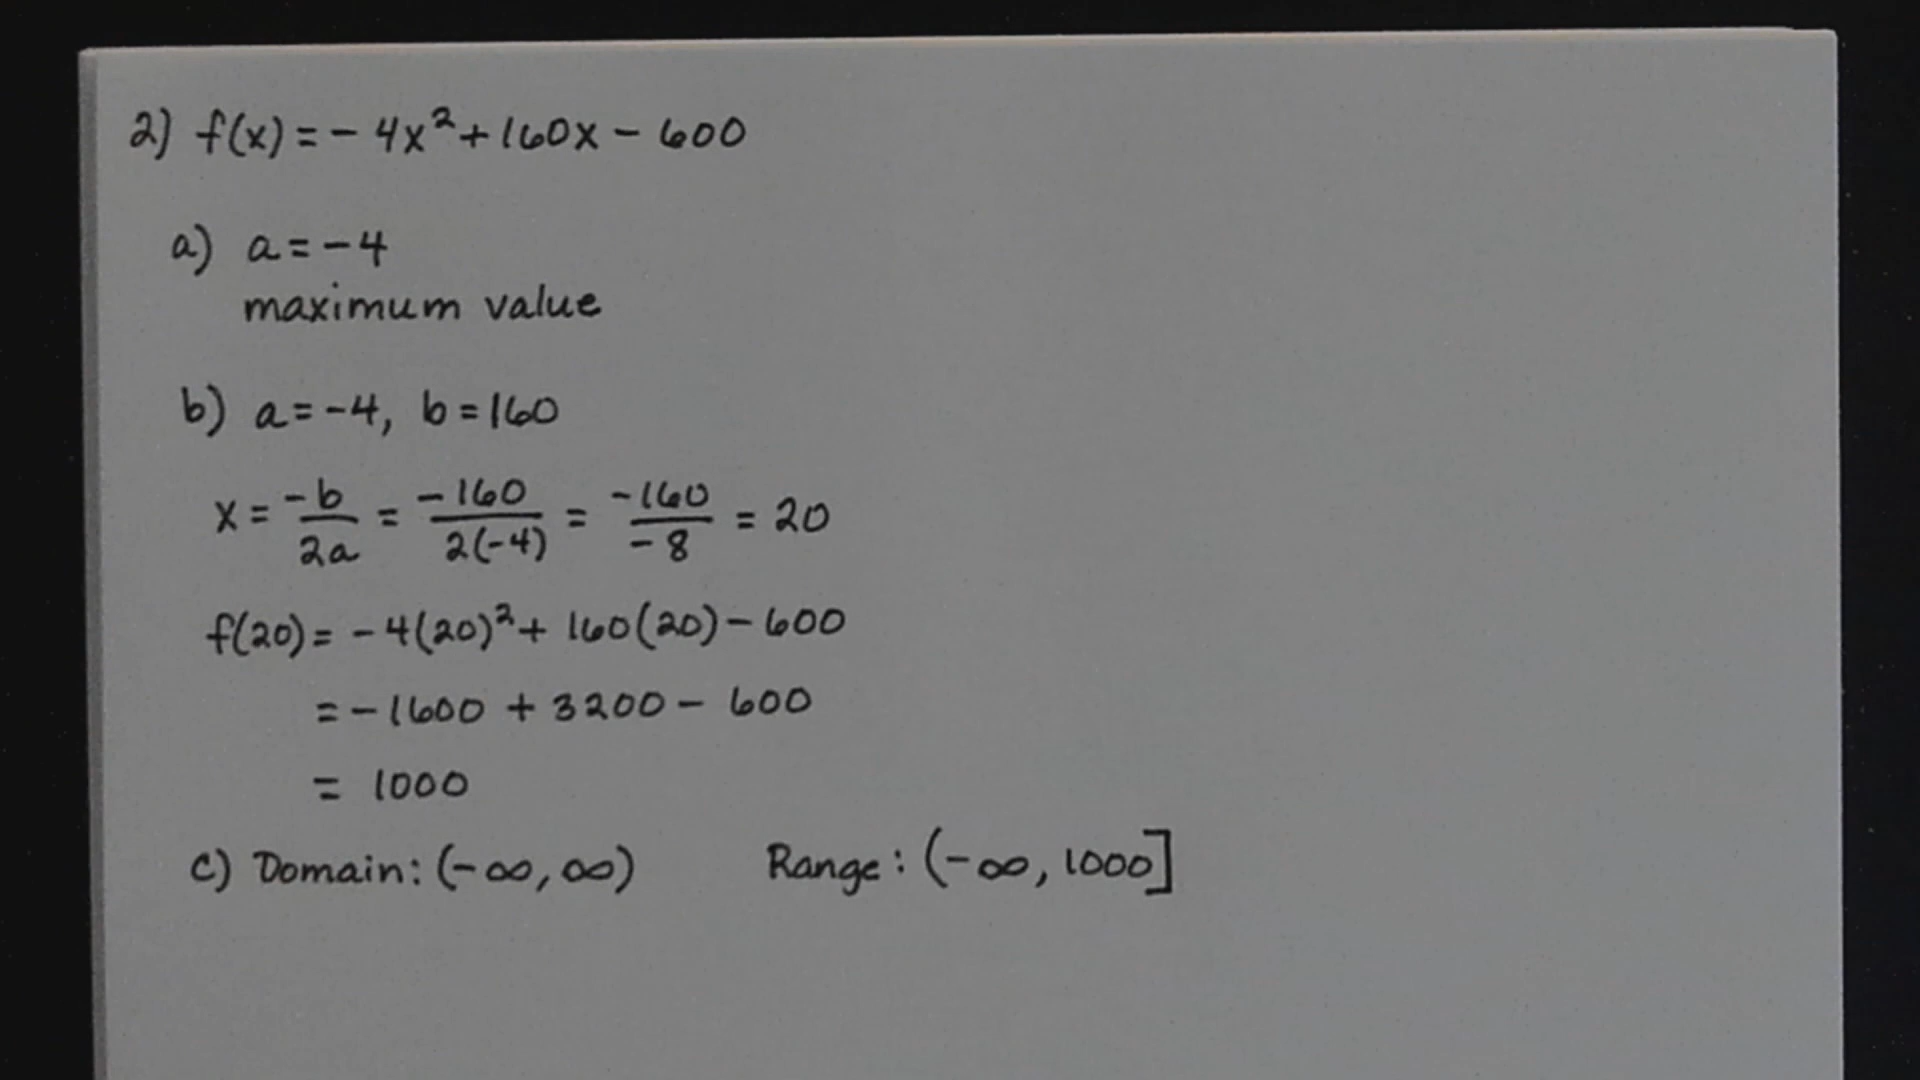 2) f(x) = - 4x² + 160x - 600
a) a = -4
maximum value
b) a = -4, b = 160
x = -b/2a = -160/2(-4) = -160/-8 = 20
f(20) = -4(20)² + 160(20) - 600
= -1600 + 3200 - 600
= 1000
c) Domain: (-∞, ∞) Range: (-∞, 1000]